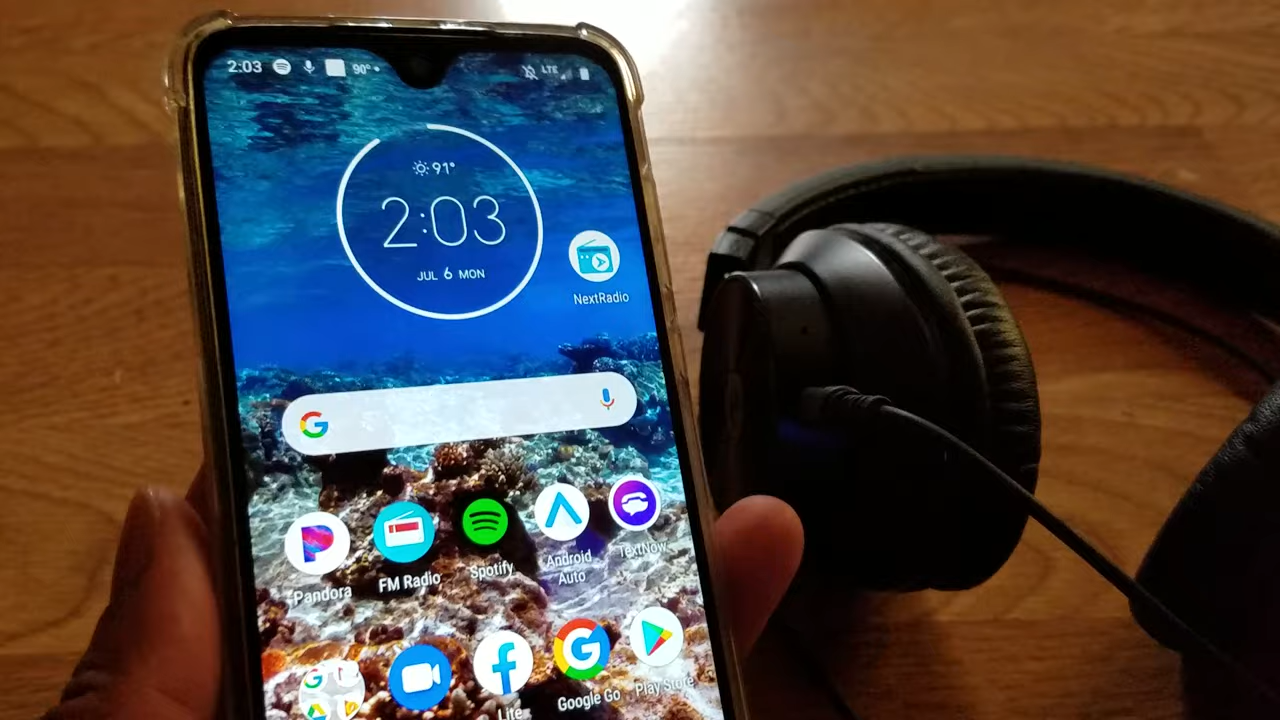 2:03 90° LTE
91°
2:03
JUL 6 MON
NextRadio
Pandora FM Radio Spotify Android Auto TextNow
Lite Google Go Play Store